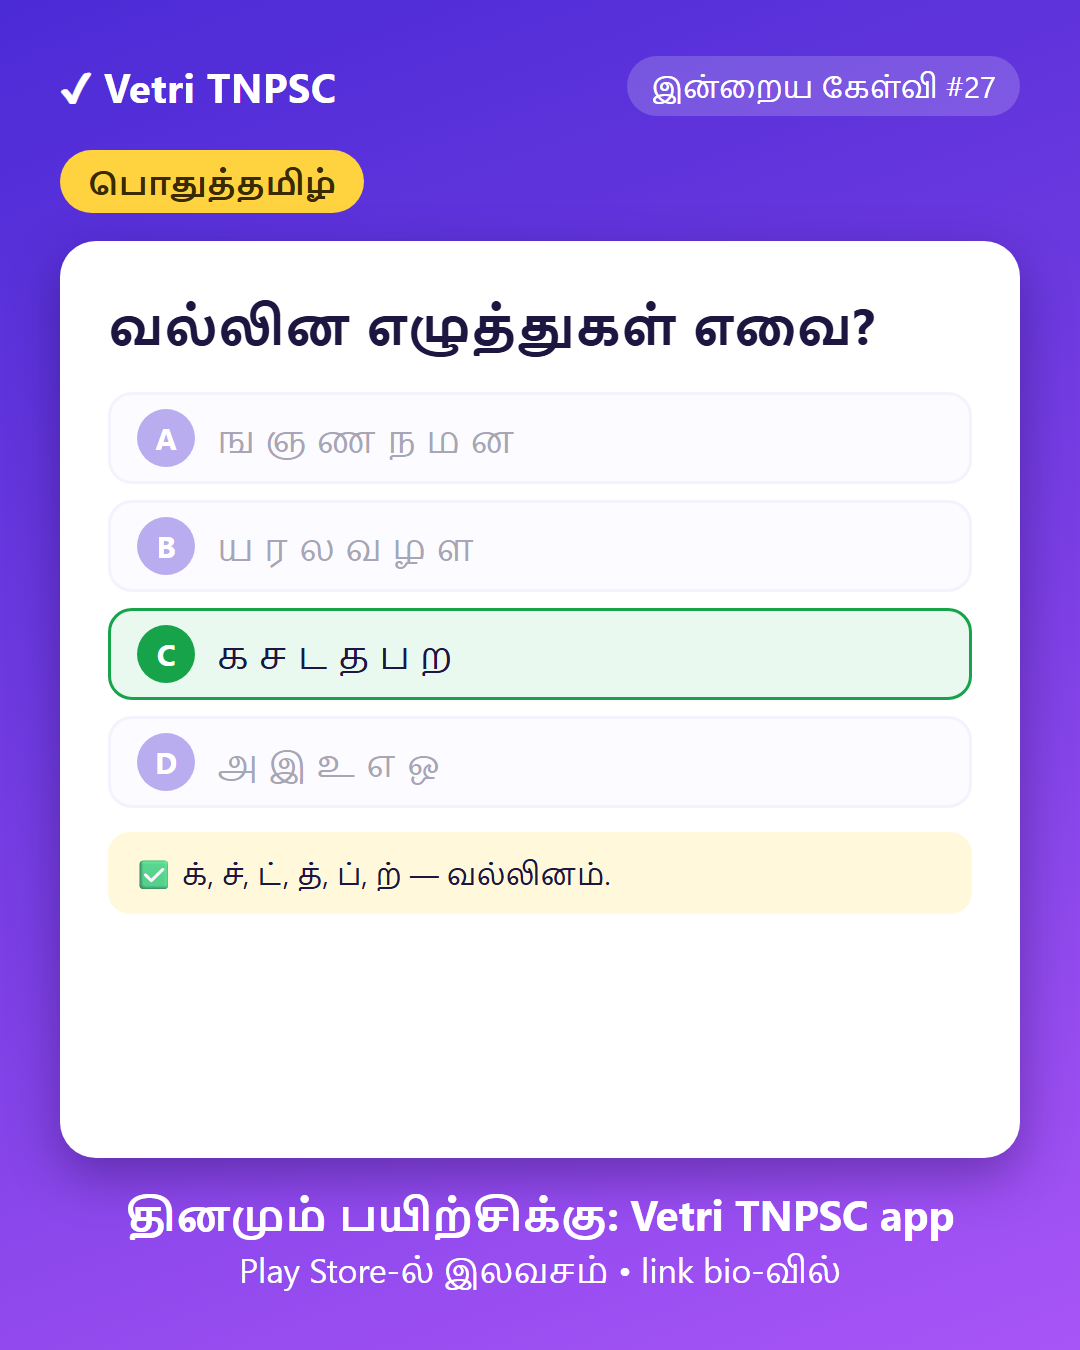 ✔ Vetri TNPSC
இன்றைய கேள்வி #27
பொதுத்தமிழ்
வல்லின எழுத்துகள் எவை?
A ங ஞ ண ந ம ன
B ய ர ல வ ழ ள
C க ச ட த ப ற
D அ இ உ எ ஒ
✅ க், ச், ட், த், ப், ற் — வல்லினம்.
தினமும் பயிற்சிக்கு: Vetri TNPSC app
Play Store-ல் இலவசம் • link bio-வில்